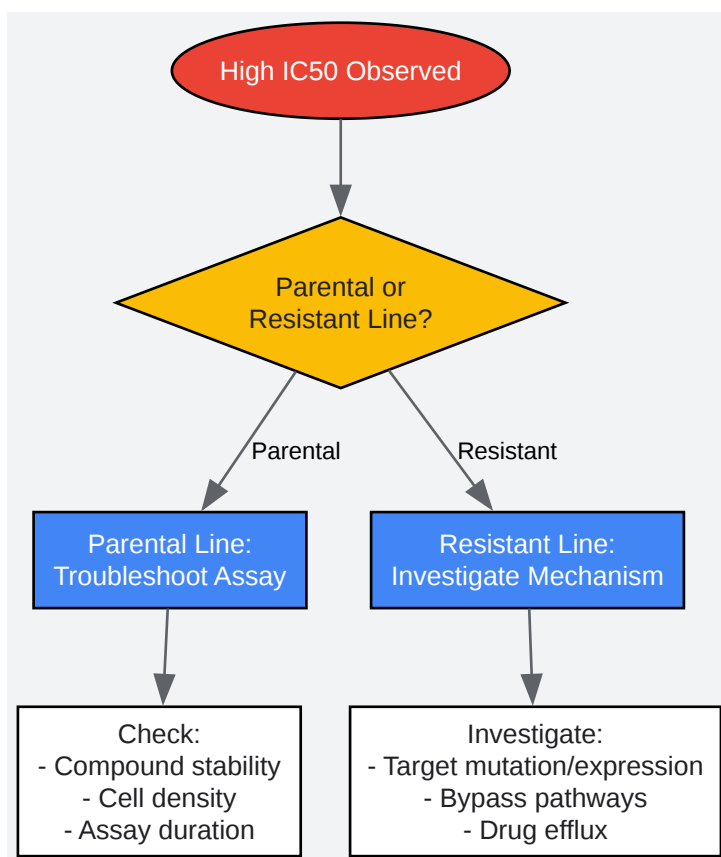 High IC50 Observed
Parental or
Resistant Line?
Parental
Resistant
Parental Line:
Troubleshoot Assay
Resistant Line:
Investigate Mechanism
Check:
- Compound stability
- Cell density
- Assay duration
Investigate:
- Target mutation/expression
- Bypass pathways
- Drug efflux